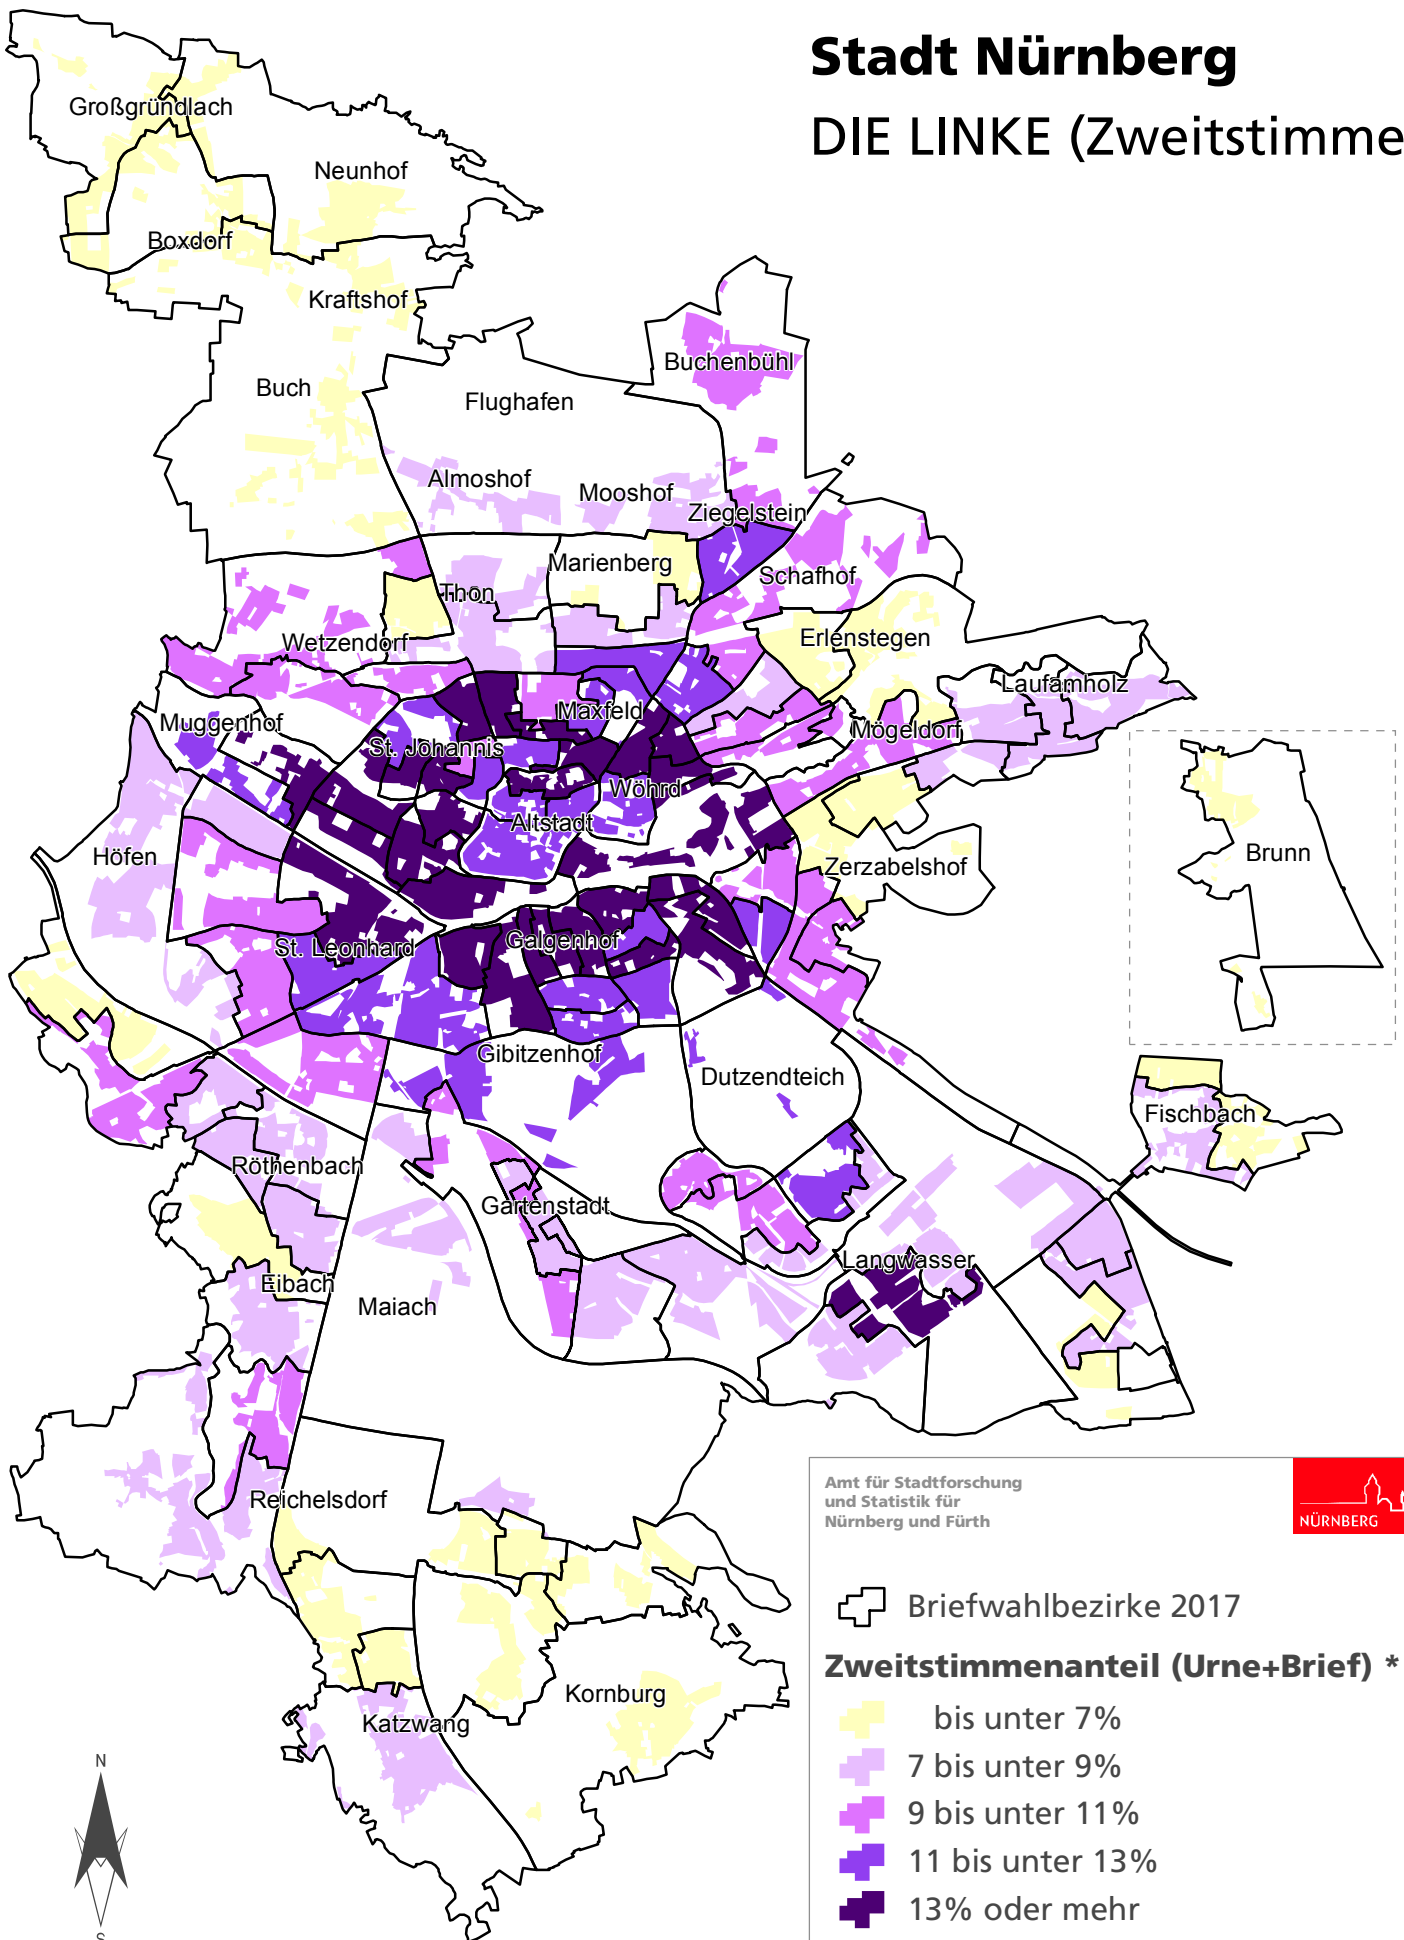 Stadt Nürnberg
DIE LINKE (Zweitstimme
Großgründlach
Neunhof
Boxdorf
Kraftshof
Buch
Flughafen
Buchenbühl
Almoshof
Mooshof
Ziegelstein
Marienberg
Schafhof
Thon
Wetzendorf
Erlenstegen
Laufamholz
Muggenhof
Maxfeld
St. Johannis
Mögeldorf
Wöhrd
Altstadt
Höfen
Zerzabelshof
Brunn
St. Leonhard
Galgenhof
Gibitzenhof
Dutzendteich
Fischbach
Röthenbach
Gartenstadt
Langwasser
Eibach
Maiach
Reichelsdorf
Kornburg
Katzwang
Amt für Stadtforschung
und Statistik für
Nürnberg und Fürth
NÜRNBERG
Briefwahlbezirke 2017
Zweitstimmenanteil (Urne+Brief) *
bis unter 7%
7 bis unter 9%
9 bis unter 11%
11 bis unter 13%
13% oder mehr
N
S